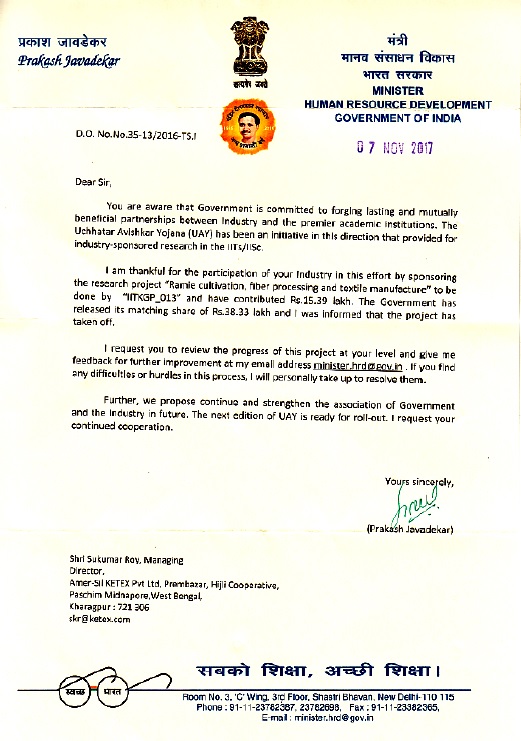 प्रकाश जावडेकर
Prakash Javadekar
सत्यमेव जयते
मंत्री
मानव संसाधन विकास
भारत सरकार
MINISTER
HUMAN RESOURCE DEVELOPMENT
GOVERNMENT OF INDIA
D.O. No.No.35-13/2016-TS.I
07 NOV 2017
Dear Sir,
You are aware that Government is committed to forging lasting and mutually
beneficial partnerships between Industry and the premier academic institutions. The
Uchhatar Avishkar Yojana (UAY) has been an initiative in this direction that provided for
industry-sponsored research in the IITs/IISc.
I am thankful for the participation of your Industry in this effort by sponsoring
the research project "Ramie cultivation, fiber processing and textile manufacture" to be
done by "IITKGP_013" and have contributed Rs.15.39 lakh. The Government has
released its matching share of Rs.38.33 lakh and I was informed that the project has
taken off.
I request you to review the progress of this project at your level and give me
feedback for further improvement at my email address minister.hrd@gov.in . If you find
any difficulties or hurdles in this process, I will personally take up to resolve them.
Further, we propose continue and strengthen the association of Government
and the Industry in future. The next edition of UAY is ready for roll-out. I request your
continued cooperation.
Yours sincerely,
(Prakash Javadekar)
Shri Sukumar Roy, Managing
Director,
Amer-Sil KETEX Pvt Ltd, Prembazar, Hijli Cooperative,
Paschim Midnapore,West Bengal,
Kharagpur : 721 306
skr@ketex.com
सबको शिक्षा, अच्छी शिक्षा।
स्वच्छ भारत
Room No. 3, 'C' Wing, 3rd Floor, Shastri Bhavan, New Delhi-110 115
Phone : 91-11-23782387, 23782698, Fax : 91-11-23382365,
E-mail : minister.hrd@gov.in